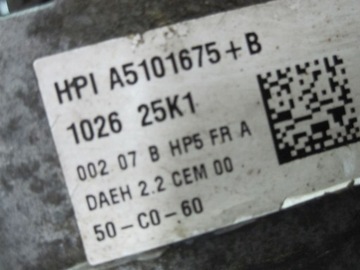 HPI A5101675+B
1026 25K1
002 07 B HP5 FR A
DAEH 2.2 CEM 00
50-C0-60